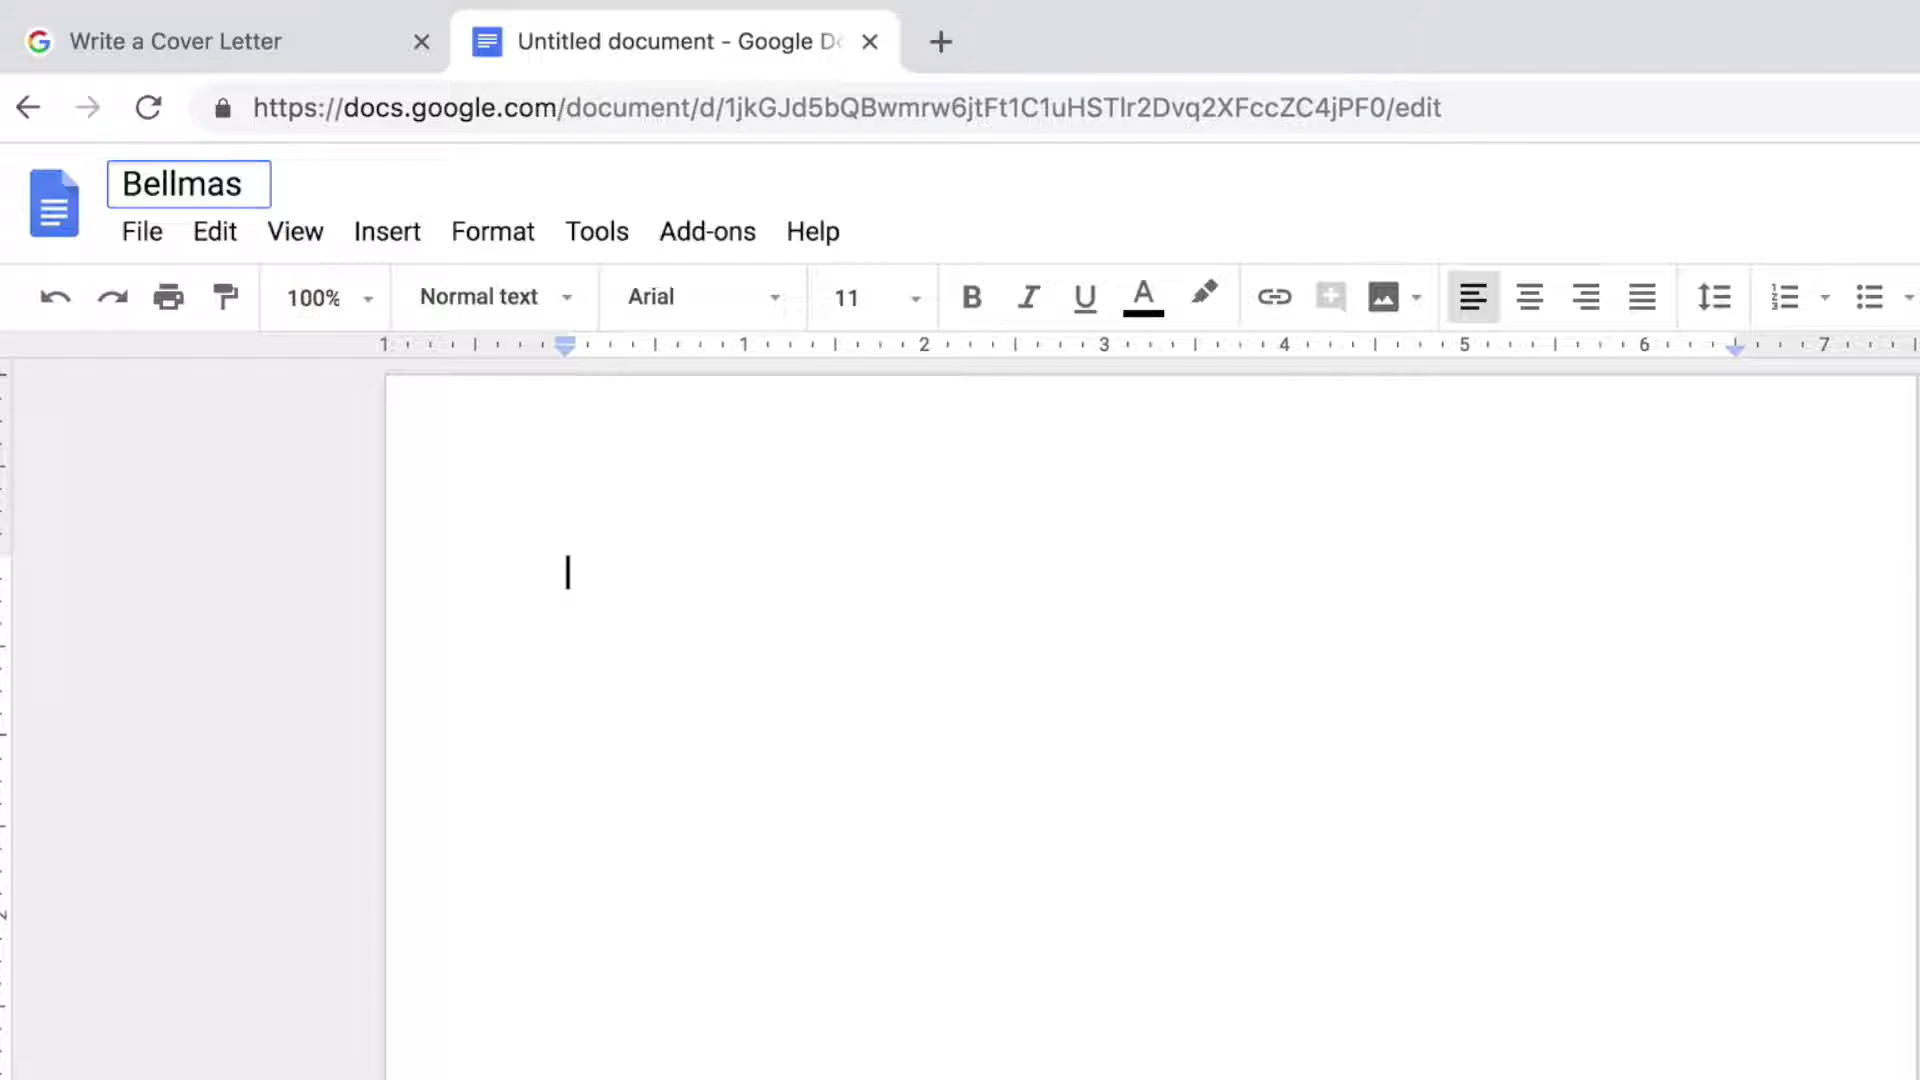 Write a Cover Letter
Untitled document - Google Do
https://docs.google.com/document/d/1jkGJd5bQBwmrw6jtFt1C1uHSTlr2Dvq2XFccZC4jPF0/edit
Bellmas
File Edit View Insert Format Tools Add-ons Help
100% Normal text Arial 11 B I U A
1 1 2 3 4 5 6 7
2